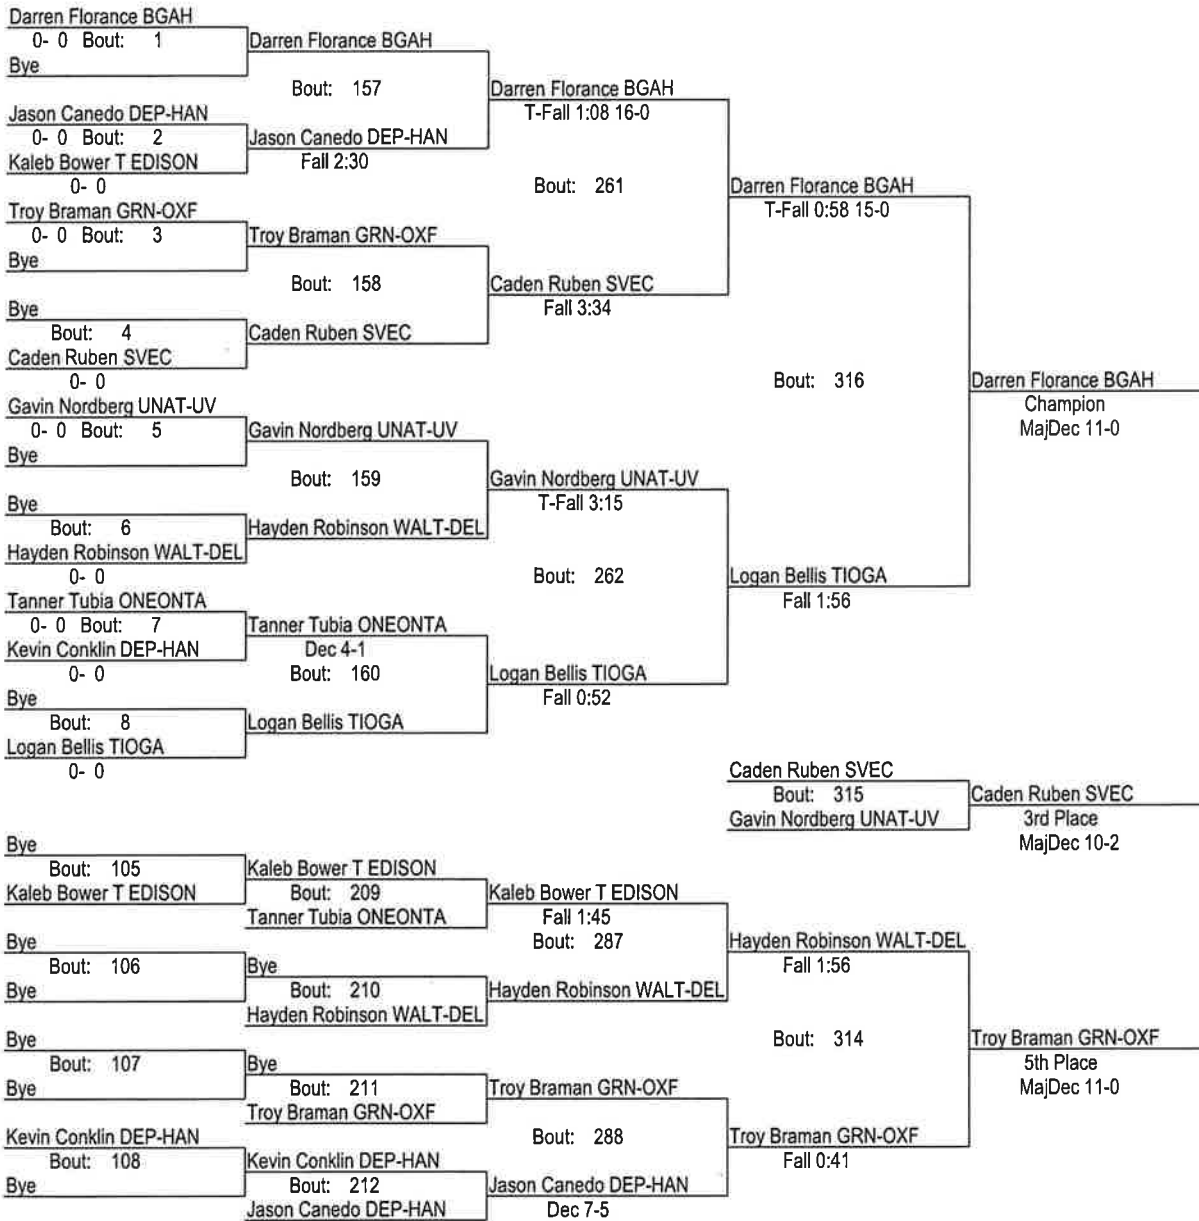 Darren Florance BGAH
0- 0 Bout: 1
Bye
Darren Florance BGAH
Bout: 157
Jason Canedo DEP-HAN
0- 0 Bout: 2
Kaleb Bower T EDISON
0- 0
Jason Canedo DEP-HAN
Fall 2:30
Darren Florance BGAH
T-Fall 1:08 16-0
Bout: 261
Troy Braman GRN-OXF
0- 0 Bout: 3
Bye
Troy Braman GRN-OXF
Bout: 158
Bye
Bout: 4
Caden Ruben SVEC
0- 0
Caden Ruben SVEC
Caden Ruben SVEC
Fall 3:34
Darren Florance BGAH
T-Fall 0:58 15-0
Bout: 316
Gavin Nordberg UNAT-UV
0- 0 Bout: 5
Bye
Gavin Nordberg UNAT-UV
Bout: 159
Bye
Bout: 6
Hayden Robinson WALT-DEL
0- 0
Hayden Robinson WALT-DEL
Gavin Nordberg UNAT-UV
T-Fall 3:15
Bout: 262
Tanner Tubia ONEONTA
0- 0 Bout: 7
Kevin Conklin DEP-HAN
0- 0
Tanner Tubia ONEONTA
Dec 4-1
Bout: 160
Bye
Bout: 8
Logan Bellis TIOGA
0- 0
Logan Bellis TIOGA
Logan Bellis TIOGA
Fall 0:52
Logan Bellis TIOGA
Fall 1:56
Darren Florance BGAH
Champion
MajDec 11-0
Caden Ruben SVEC
Bout: 315
Gavin Nordberg UNAT-UV
Caden Ruben SVEC
3rd Place
MajDec 10-2
Bye
Bout: 105
Kaleb Bower T EDISON
Kaleb Bower T EDISON
Bout: 209
Tanner Tubia ONEONTA
Kaleb Bower T EDISON
Fall 1:45
Bout: 287
Bye
Bout: 106
Bye
Bye
Bout: 210
Hayden Robinson WALT-DEL
Hayden Robinson WALT-DEL
Hayden Robinson WALT-DEL
Fall 1:56
Bout: 314
Bye
Bout: 107
Bye
Bye
Bout: 211
Troy Braman GRN-OXF
Troy Braman GRN-OXF
Bout: 288
Kevin Conklin DEP-HAN
Bout: 108
Bye
Kevin Conklin DEP-HAN
Bout: 212
Jason Canedo DEP-HAN
Jason Canedo DEP-HAN
Dec 7-5
Troy Braman GRN-OXF
Fall 0:41
Troy Braman GRN-OXF
5th Place
MajDec 11-0